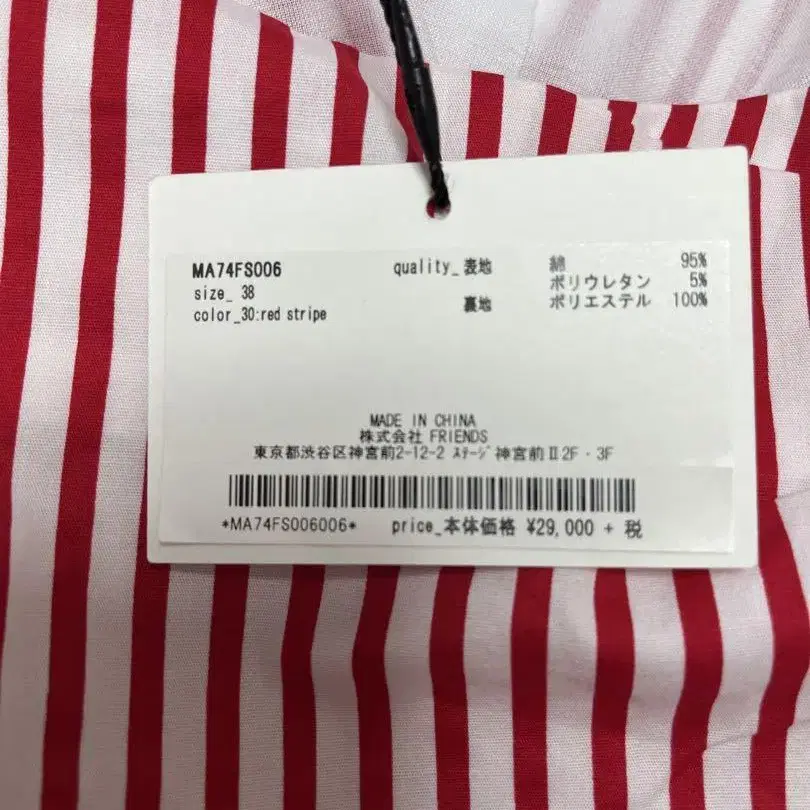 MA74FS006 quality_表地 綿 95%
size_ 38 ポリウレタン 5%
color_30:red stripe 裏地 ポリエステル 100%
MADE IN CHINA
株式会社 FRIENDS
東京都渋谷区神宮前2-12-2 ｽﾃｰｼﾞ神宮前Ⅱ2F・3F
*MA74FS006006* price_本体価格 ¥29,000 + 税